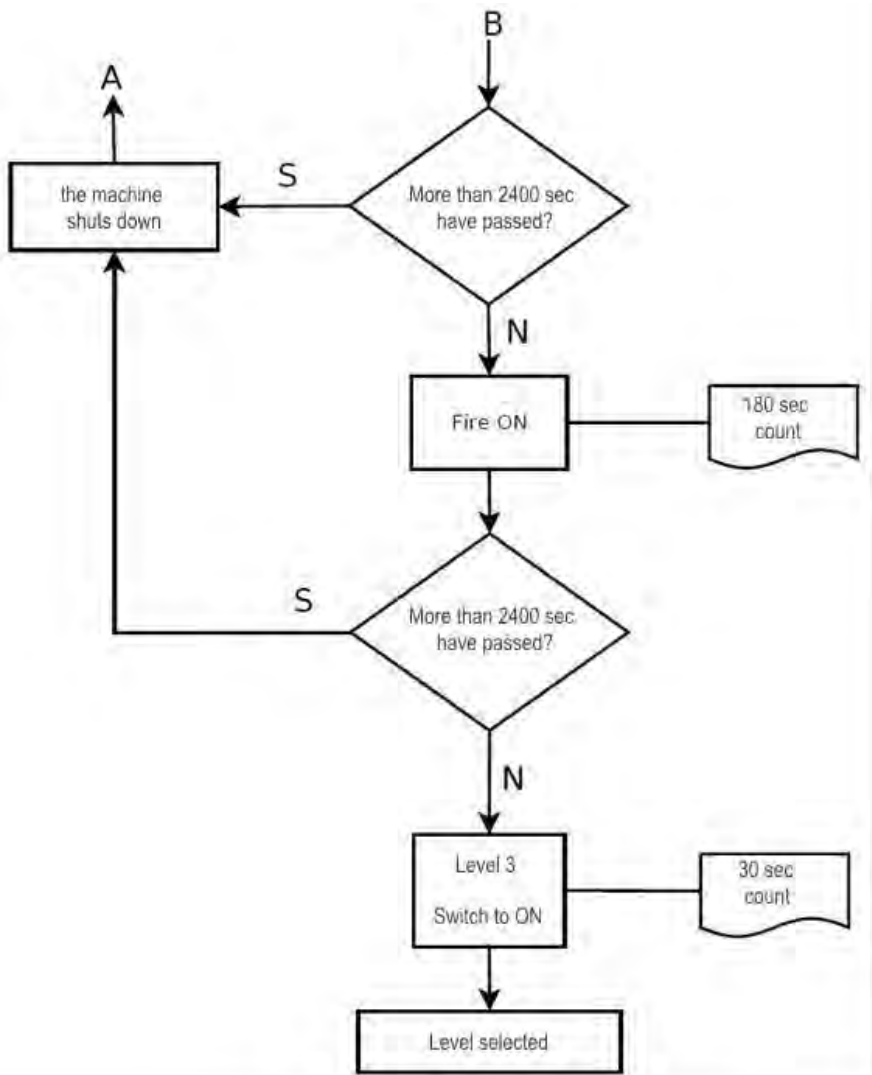 B
A
S
the machine
shuts down
More than 2400 sec
have passed?
N
Fire ON
180 sec
count
S
More than 2400 sec
have passed?
N
Level 3
Switch to ON
30 sec
count
Level selected